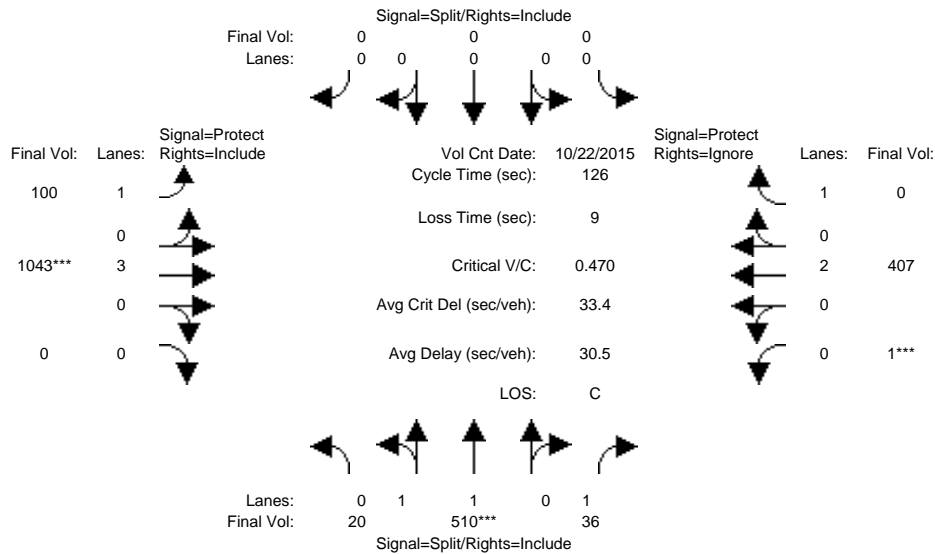 Signal=Split/Rights=Include
Final Vol: 0 0 0
Lanes: 0 0 0 0 0
Signal=Protect Signal=Protect
Final Vol: Lanes: Rights=Include Vol Cnt Date: 10/22/2015 Rights=Ignore Lanes: Final Vol:
Cycle Time (sec): 126
100 1 1 0
Loss Time (sec): 9
0 0
1043*** 3 Critical V/C: 0.470 2 407
0 Avg Crit Del (sec/veh): 33.4 0
0 0 Avg Delay (sec/veh): 30.5 0 1***
LOS: C
Lanes: 0 1 1 0 1
Final Vol: 20 510*** 36
Signal=Split/Rights=Include